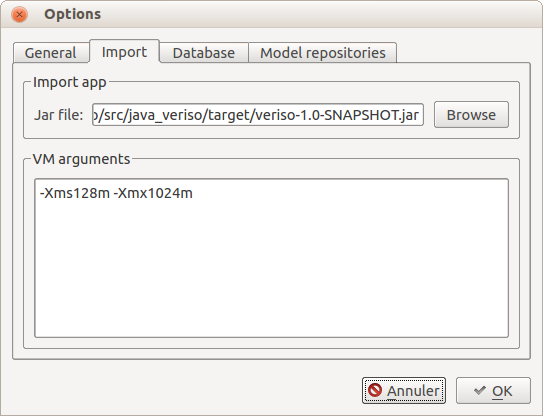 Options
General Import Database Model repositories
Import app
Jar file: o/src/java_veriso/target/veriso-1.0-SNAPSHOT.jar Browse
VM arguments
-Xms128m -Xmx1024m
Annuler OK